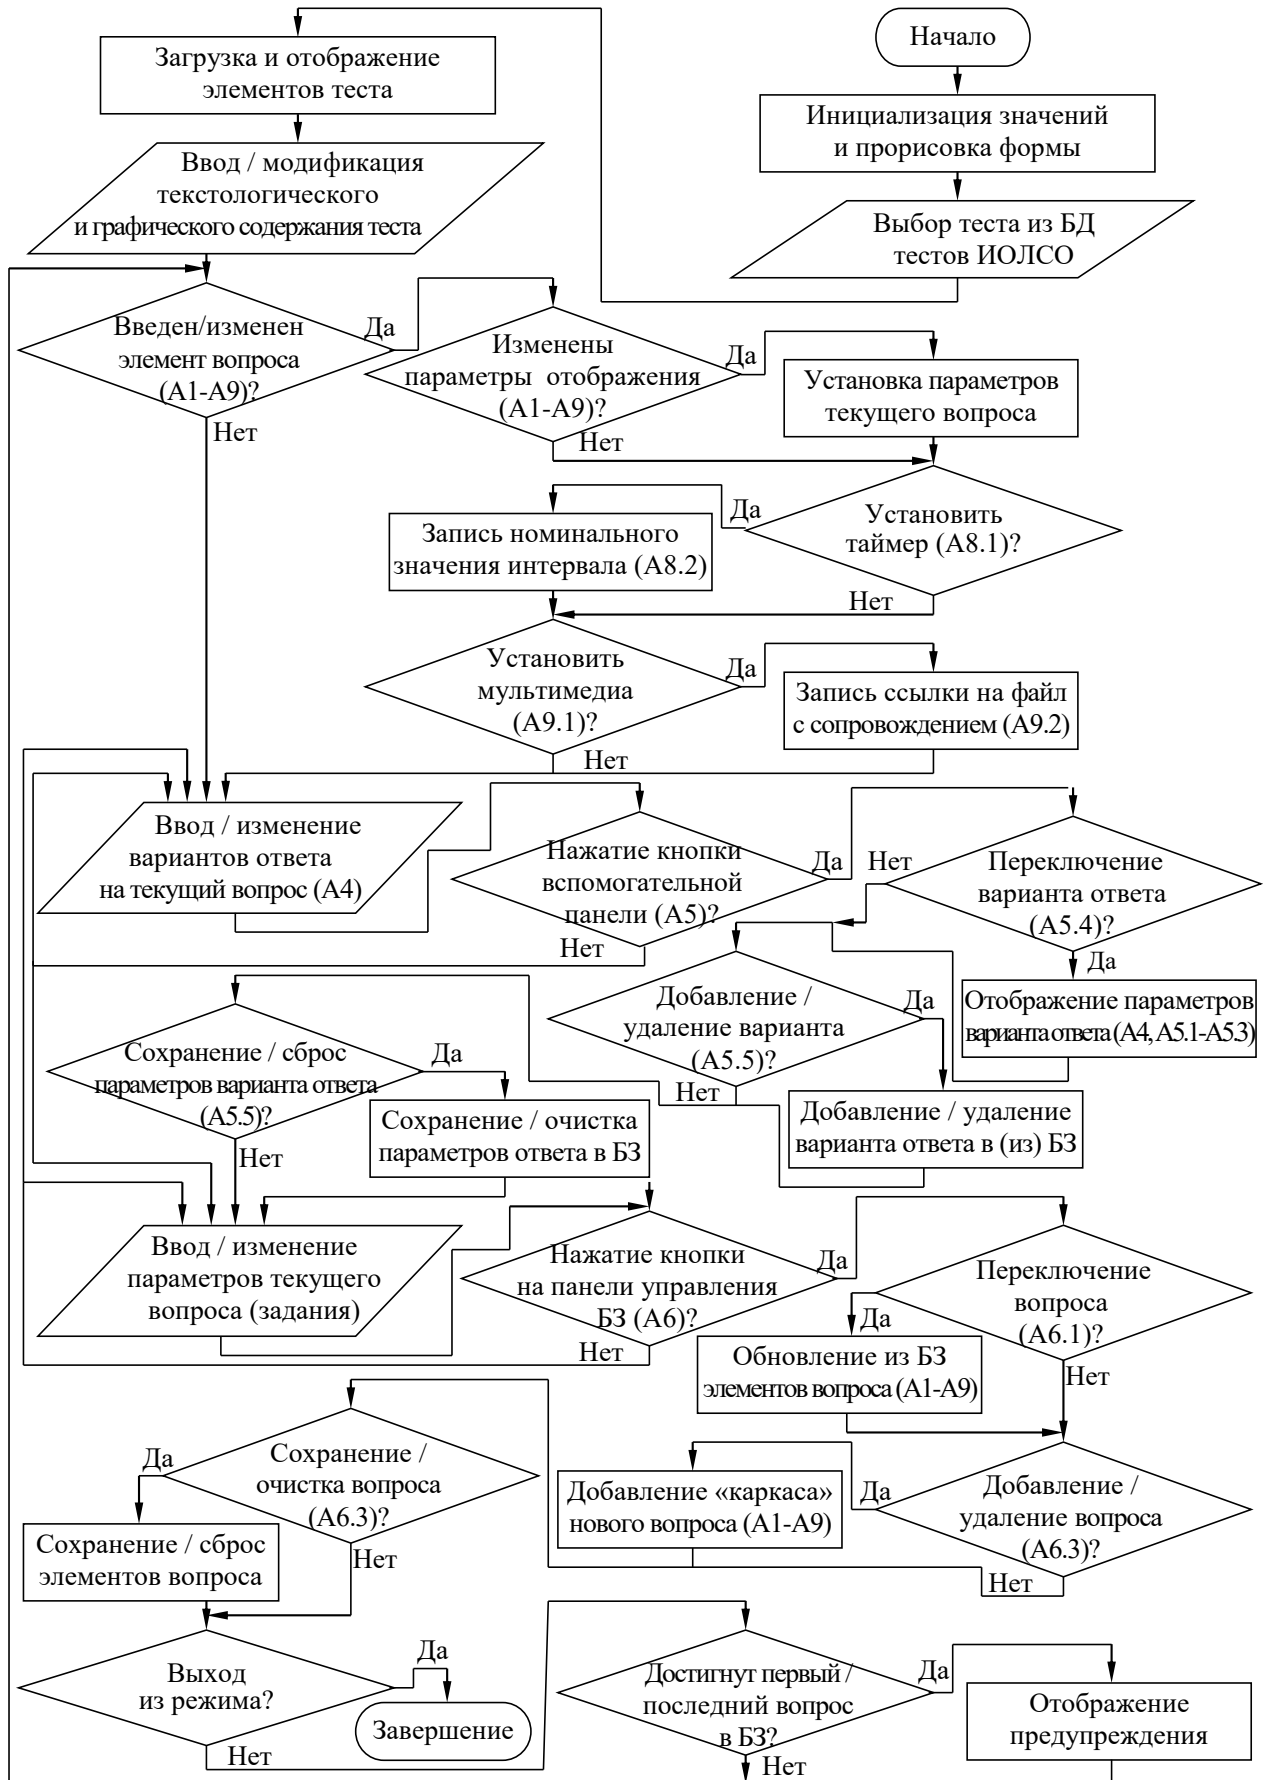 Начало
Инициализация значений
и прорисовка формы
Выбор теста из БД
тестов ИОЛСО
Загрузка и отображение
элементов теста
Ввод / модификация
текстологического
и графического содержания теста
Введен/изменен
элемент вопроса
(А1-А9)?
Да
Нет
Изменены
параметры отображения
(А1-А9)?
Да
Нет
Установка параметров
текущего вопроса
Установить
таймер (А8.1)?
Да
Нет
Запись номинального
значения интервала (А8.2)
Установить
мультимедиа
(А9.1)?
Да
Нет
Запись ссылки на файл
с сопровождением (А9.2)
Ввод / изменение
вариантов ответа
на текущий вопрос (А4)
Нажатие кнопки
вспомогательной
панели (А5)?
Да
Нет
Переключение
варианта ответа
(А5.4)?
Нет
Да
Отображение параметров
варианта ответа (А4, А5.1-А5.3)
Добавление /
удаление варианта
(А5.5)?
Да
Нет
Добавление / удаление
варианта ответа в (из) БЗ
Сохранение / сброс
параметров варианта ответа
(А5.5)?
Да
Нет
Сохранение / очистка
параметров ответа в БЗ
Ввод / изменение
параметров текущего
вопроса (задания)
Нажатие кнопки
на панели управления
БЗ (А6)?
Да
Нет
Переключение
вопроса
(А6.1)?
Да
Нет
Обновление из БЗ
элементов вопроса (А1-А9)
Добавление /
удаление вопроса
(А6.3)?
Да
Нет
Добавление «каркаса»
нового вопроса (А1-А9)
Сохранение /
очистка вопроса
(А6.3)?
Да
Нет
Сохранение / сброс
элементов вопроса
Выход
из режима?
Да
Нет
Завершение
Достигнут первый /
последний вопрос
в БЗ?
Да
Нет
Отображение
предупреждения